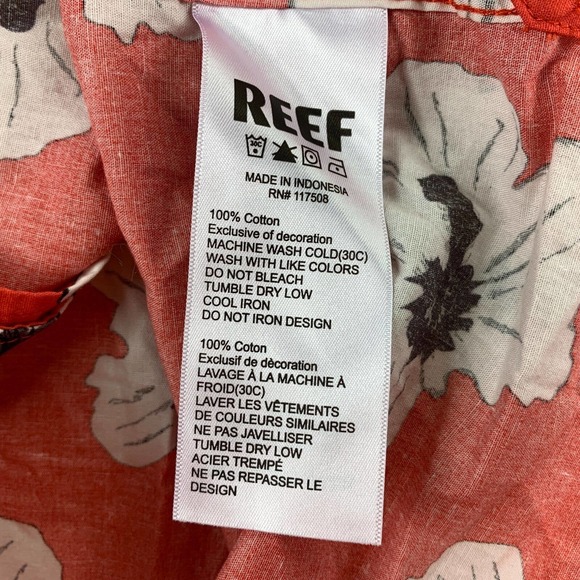 REEF
30C
MADE IN INDONESIA
RN# 117508
100% Cotton
Exclusive of decoration
MACHINE WASH COLD(30C)
WASH WITH LIKE COLORS
DO NOT BLEACH
TUMBLE DRY LOW
COOL IRON
DO NOT IRON DESIGN
100% Cotton
Exclusif de dècoration
LAVAGE À LA MACHINE À
FROID(30C)
LAVER LES VÊTEMENTS
DE COULEURS SIMILAIRES
NE PAS JAVELLISER
TUMBLE DRY LOW
ACIER TREMPÉ
NE PAS REPASSER LE
DESIGN